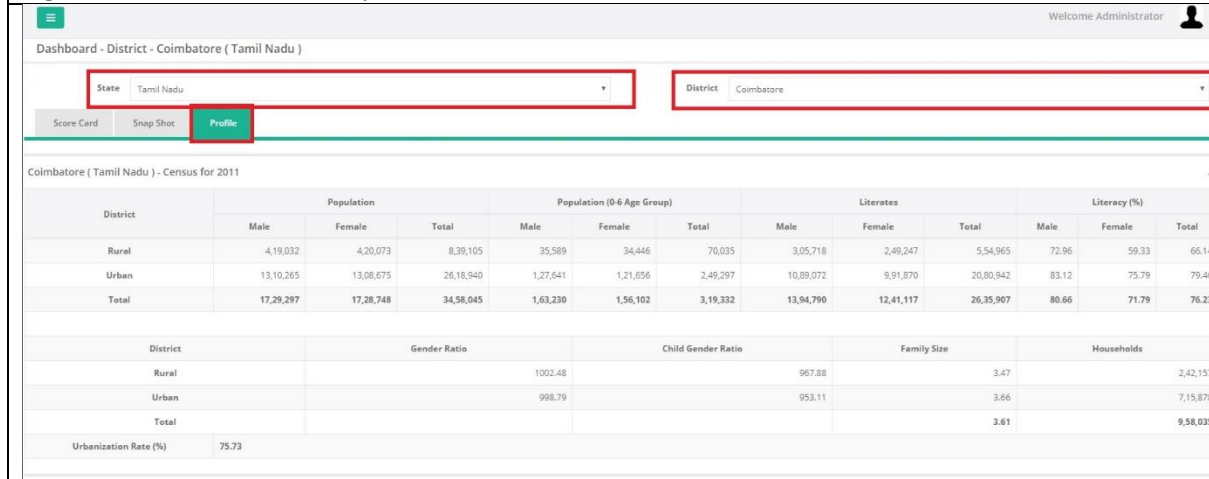 Welcome Administrator
Dashboard - District - Coimbatore ( Tamil Nadu )
State Tamil Nadu District Coimbatore
Score Card Snap Shot Profile
Coimbatore ( Tamil Nadu ) - Census for 2011
District Population Population (0-6 Age Group) Literates Literacy (%)
Male Female Total Male Female Total Male Female Total Male Female Total
Rural 4,19,032 4,20,073 8,39,105 35,589 34,446 70,035 3,05,718 2,49,247 5,54,965 72.96 59.33
Urban 13,10,265 13,08,675 26,18,940 1,27,641 1,21,656 2,49,297 10,89,072 9,91,870 20,80,942 83.12 75.79
Total 17,29,297 17,28,748 34,58,045 1,63,230 1,56,102 3,19,332 13,94,790 12,41,117 26,35,907 80.66 71.79
District Gender Ratio Child Gender Ratio Family Size Households
Rural 1002.48 967.88 3.47
Urban 998.79 953.11 3.66
Total 3.61
Urbanization Rate (%) 75.73